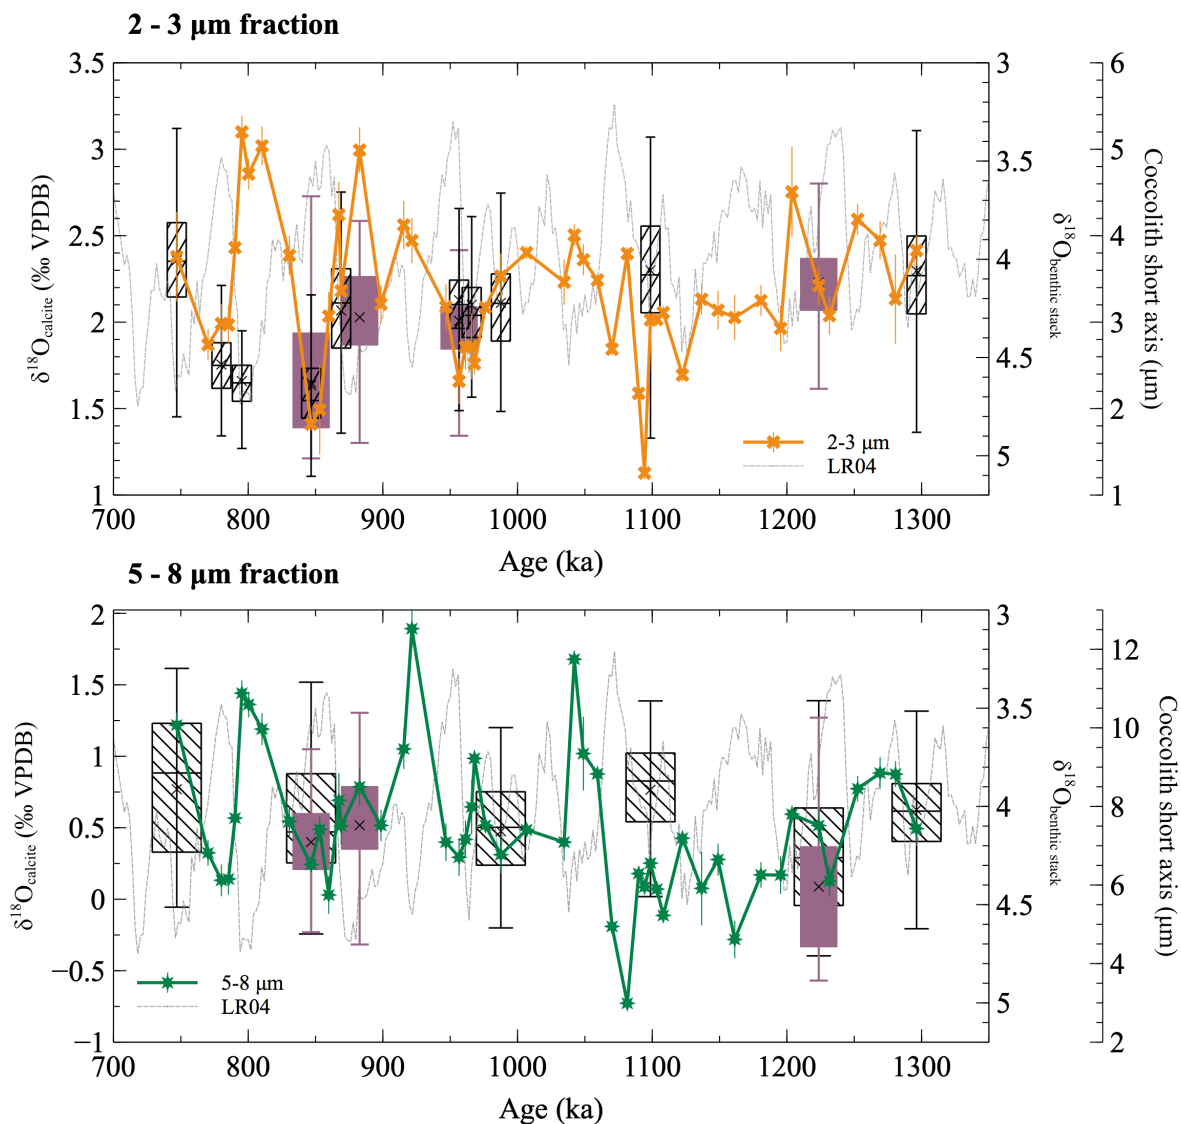 2 - 3 μm fraction
3.5
3
2.5
2
1.5
1
δ18Ocalcite (‰ VPDB)
3
3.5
4
4.5
5
δ18Obenthic stack
6
5
4
3
2
1
Coccolith short axis (μm)
2-3 μm
LR04
700 800 900 1000 1100 1200 1300
Age (ka)
5 - 8 μm fraction
2
1.5
1
0.5
0
−0.5
−1
δ18Ocalcite (‰ VPDB)
3
3.5
4
4.5
5
δ18Obenthic stack
12
10
8
6
4
2
Coccolith short axis (μm)
5-8 μm
LR04
700 800 900 1000 1100 1200 1300
Age (ka)